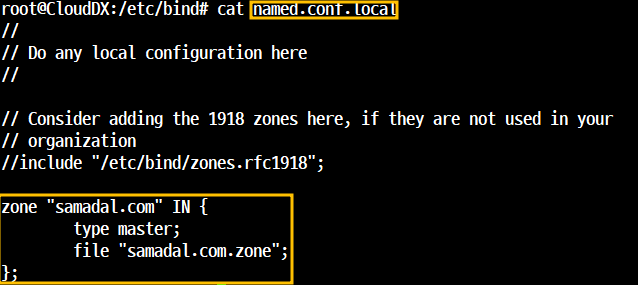 root@CloudDX:/etc/bind# cat named.conf.local
//
// Do any local configuration here
//
// Consider adding the 1918 zones here, if they are not used in your
// organization
//include "/etc/bind/zones.rfc1918";
zone "samadal.com" IN {
type master;
file "samadal.com.zone";
};